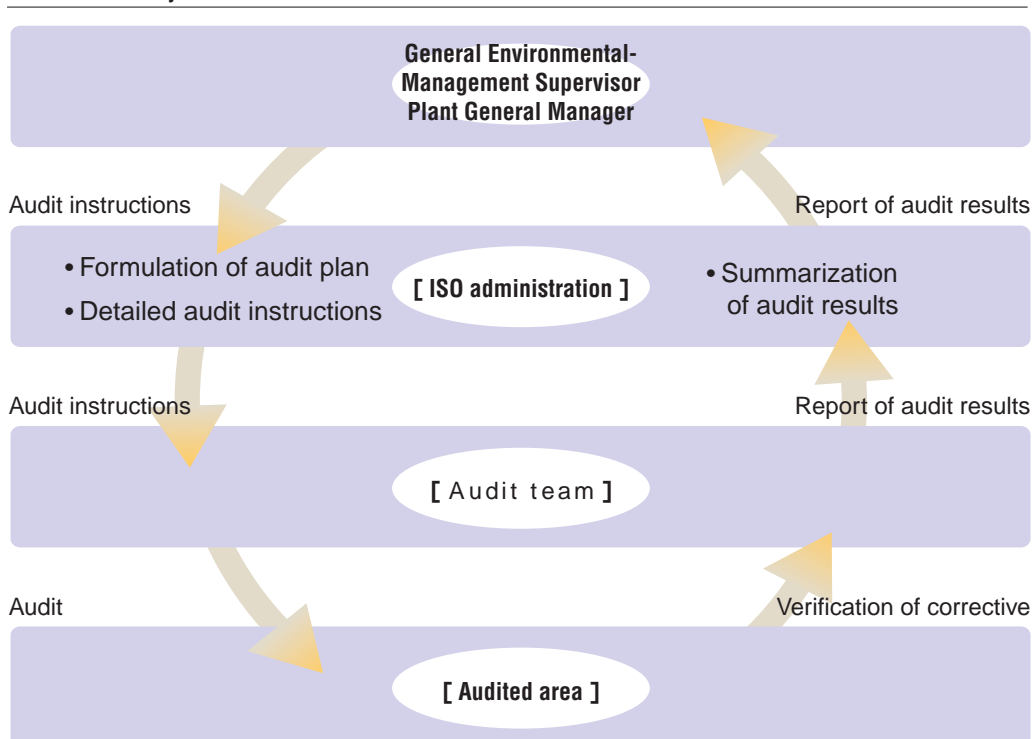 General Environmental-
Management Supervisor
Plant General Manager
Audit instructions
Report of audit results
• Formulation of audit plan
• Detailed audit instructions
[ ISO administration ]
• Summarization
of audit results
Audit instructions
Report of audit results
[ Audit team ]
Audit
Verification of corrective
[ Audited area ]